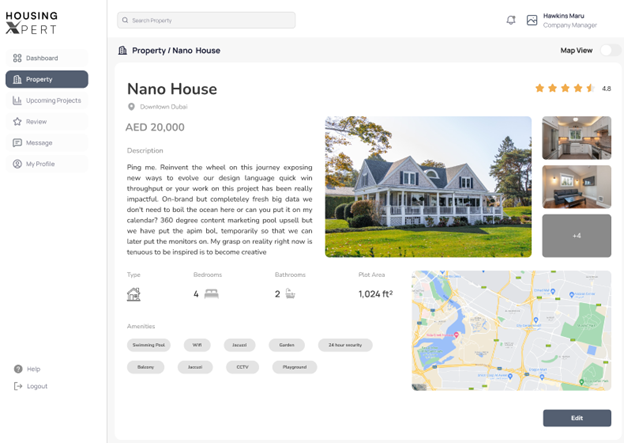 HOUSING
XPERT
Search Property
Hawkins Maru
Company Manager
Dashboard
Property
Upcoming Projects
Review
Message
My Profile
Help
Logout
Property / Nano House
Map View
Nano House
4.8
Downtown Dubai
AED 20,000
Description
Ping me. Reinvent the wheel on this journey exposing
new ways to evolve our design language quick win
throughput or your work on this project has been really
impactful. On-brand but completeley fresh big data we
don't need to boil the ocean here or can you put it on my
calendar? 360 degree content marketing pool upsell but
we have put the apim bol, temporarily so that we can
later put the monitors on. My grasp on reality right now is
tenuous to be inspired is to become creative
+4
Type
Bedrooms
Bathrooms
Plot Area
4
2
1,024 ft²
Amenities
Swimming Pool
Wifi
Jacuzzi
Garden
24 hour security
Balcony
Jaccuzi
CCTV
Playground
Edit